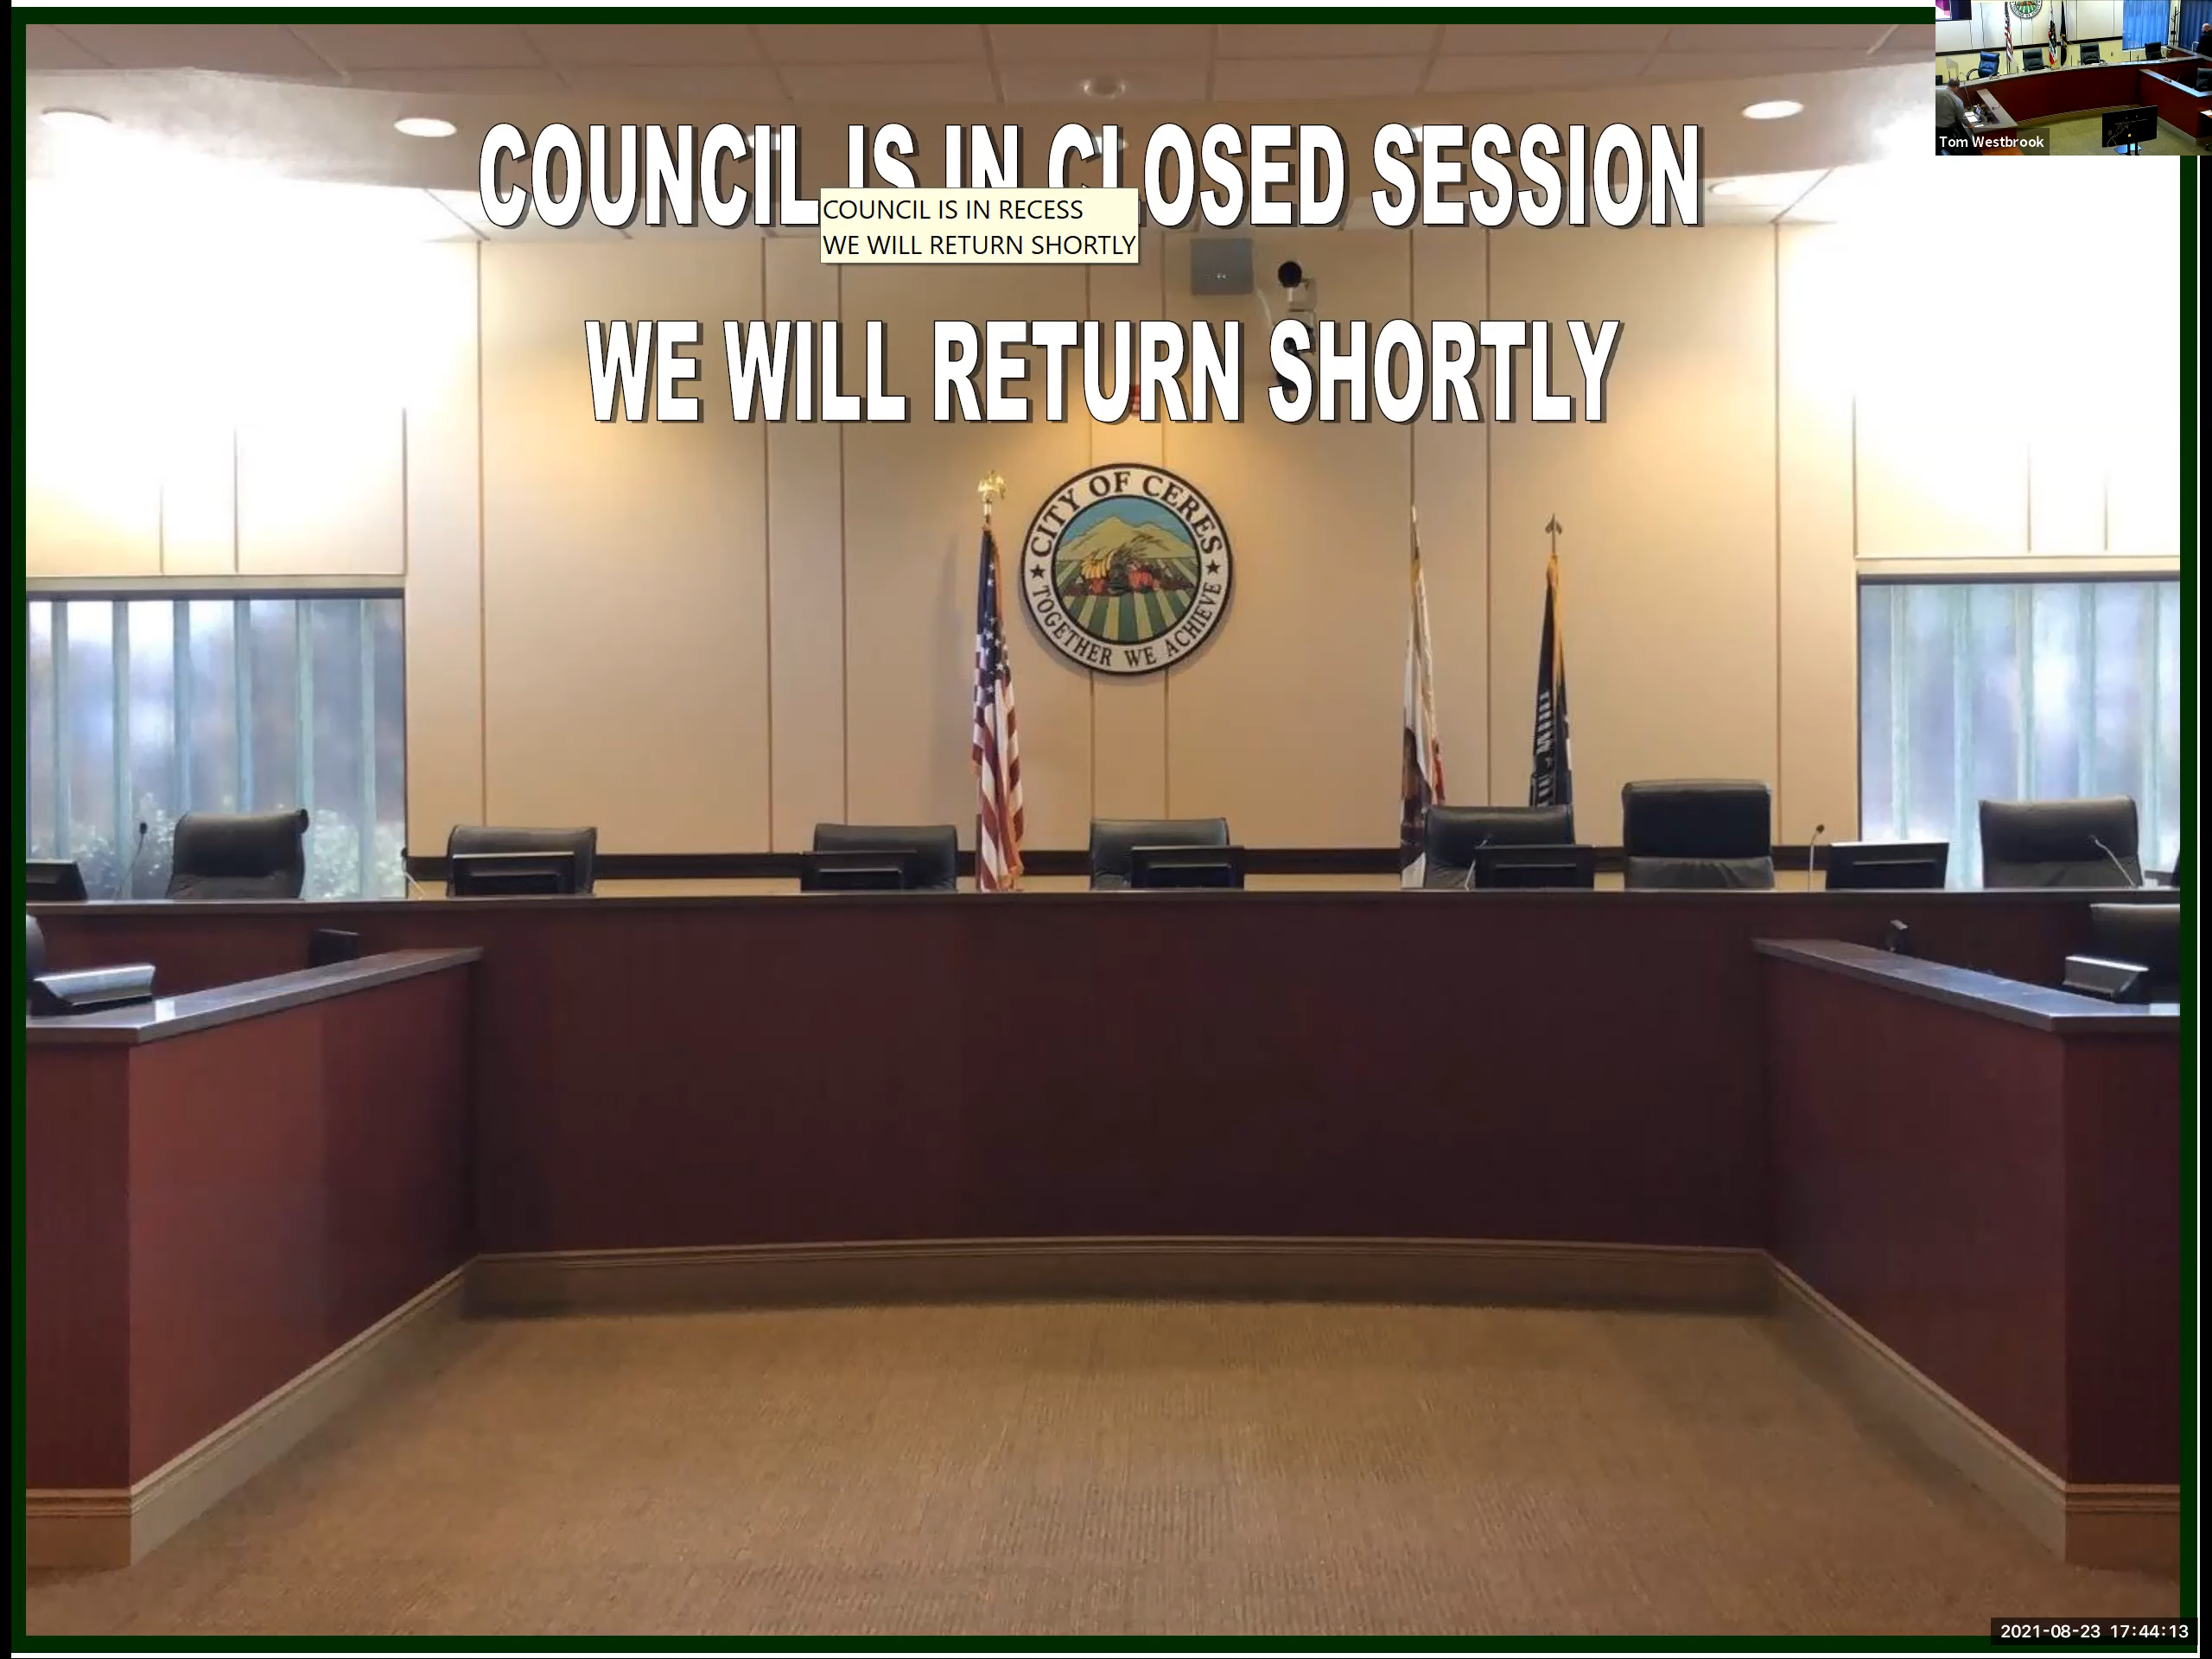 COUNCIL IS IN CLOSED SESSION
COUNCIL IS IN RECESS
WE WILL RETURN SHORTLY
WE WILL RETURN SHORTLY
CITY OF CERES
TOGETHER WE ACHIEVE
Tom Westbrook
2021-08-23 17:44:13